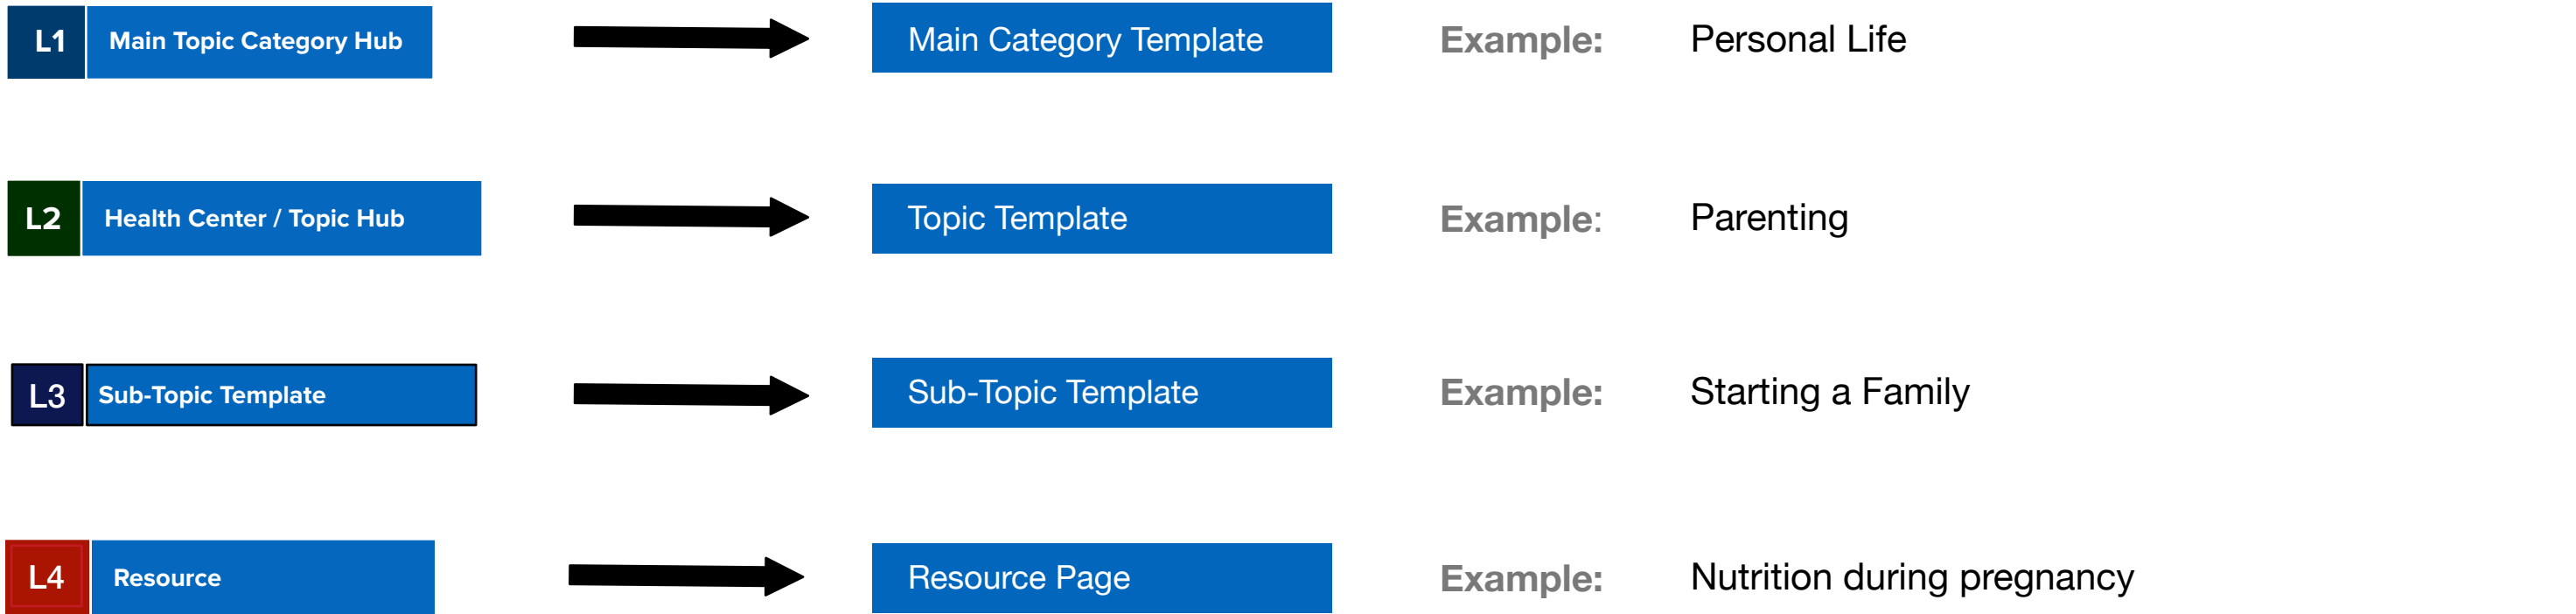 L1 Main Topic Category Hub Main Category Template Example: Personal Life
L2 Health Center / Topic Hub Topic Template Example: Parenting
L3 Sub-Topic Template Sub-Topic Template Example: Starting a Family
L4 Resource Resource Page Example: Nutrition during pregnancy